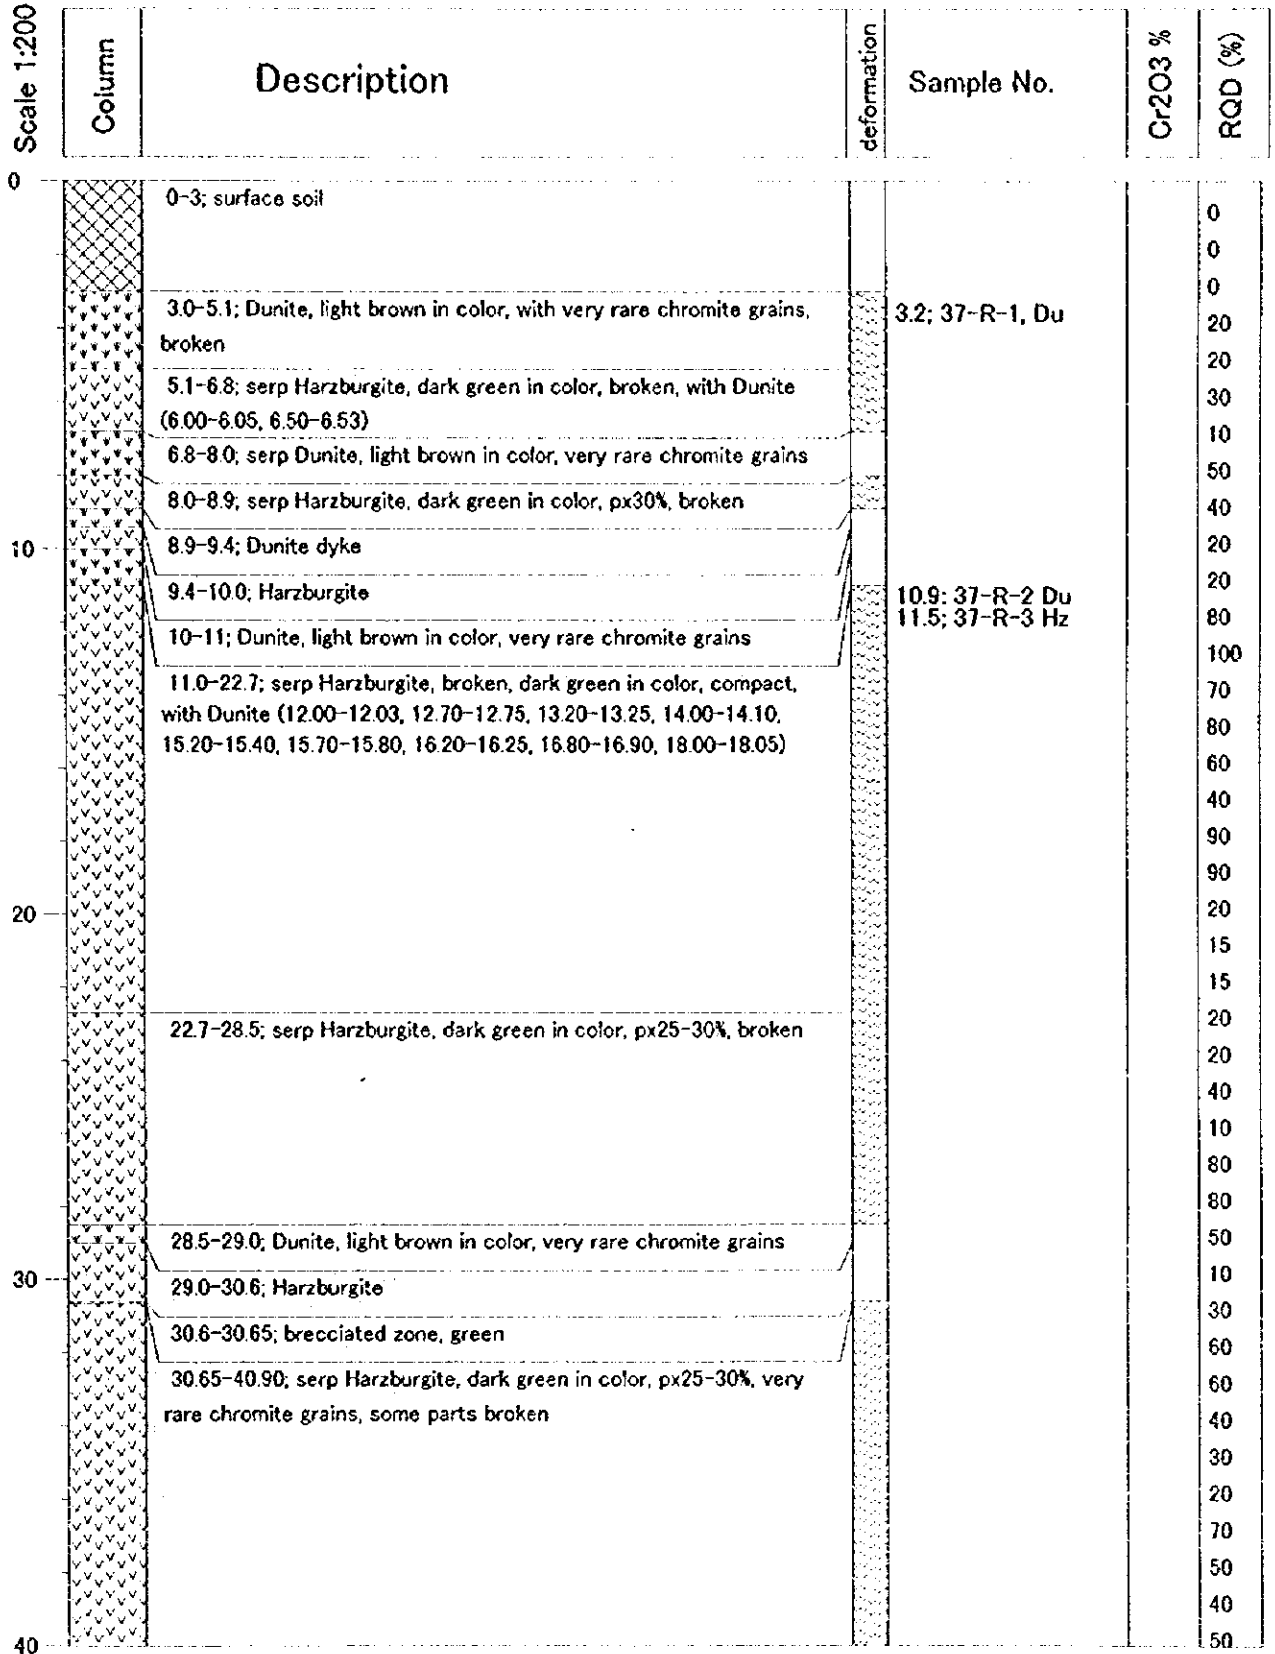 Scale 1:200
Column
Description
deformation
Sample No.
Cr2O3 %
RQD (%)
0
0-3; surface soil
0
0
0
3.0-5.1; Dunite, light brown in color, with very rare chromite grains,
broken
3.2; 37-R-1, Du
20
20
5.1-6.8; serp Harzburgite, dark green in color, broken, with Dunite
(6.00-6.05, 6.50-6.53)
30
10
6.8-8.0; serp Dunite, light brown in color, very rare chromite grains
50
8.0-8.9; serp Harzburgite, dark green in color, px30%, broken
40
10
8.9-9.4; Dunite dyke
20
9.4-10.0; Harzburgite
20
10.9: 37-R-2 Du
11.5; 37-R-3 Hz
80
10-11; Dunite, light brown in color, very rare chromite grains
100
11.0-22.7; serp Harzburgite, broken, dark green in color, compact,
with Dunite (12.00-12.03, 12.70-12.75, 13.20-13.25, 14.00-14.10,
15.20-15.40, 15.70-15.80, 16.20-16.25, 16.80-16.90, 18.00-18.05)
70
80
60
40
90
90
20
20
15
15
22.7-28.5; serp Harzburgite, dark green in color, px25-30%, broken
20
20
40
10
80
80
28.5-29.0; Dunite, light brown in color, very rare chromite grains
50
30
29.0-30.6; Harzburgite
10
30.6-30.65; brecciated zone, green
30
60
30.65-40.90; serp Harzburgite, dark green in color, px25-30%, very
rare chromite grains, some parts broken
60
40
30
20
70
50
40
40
50